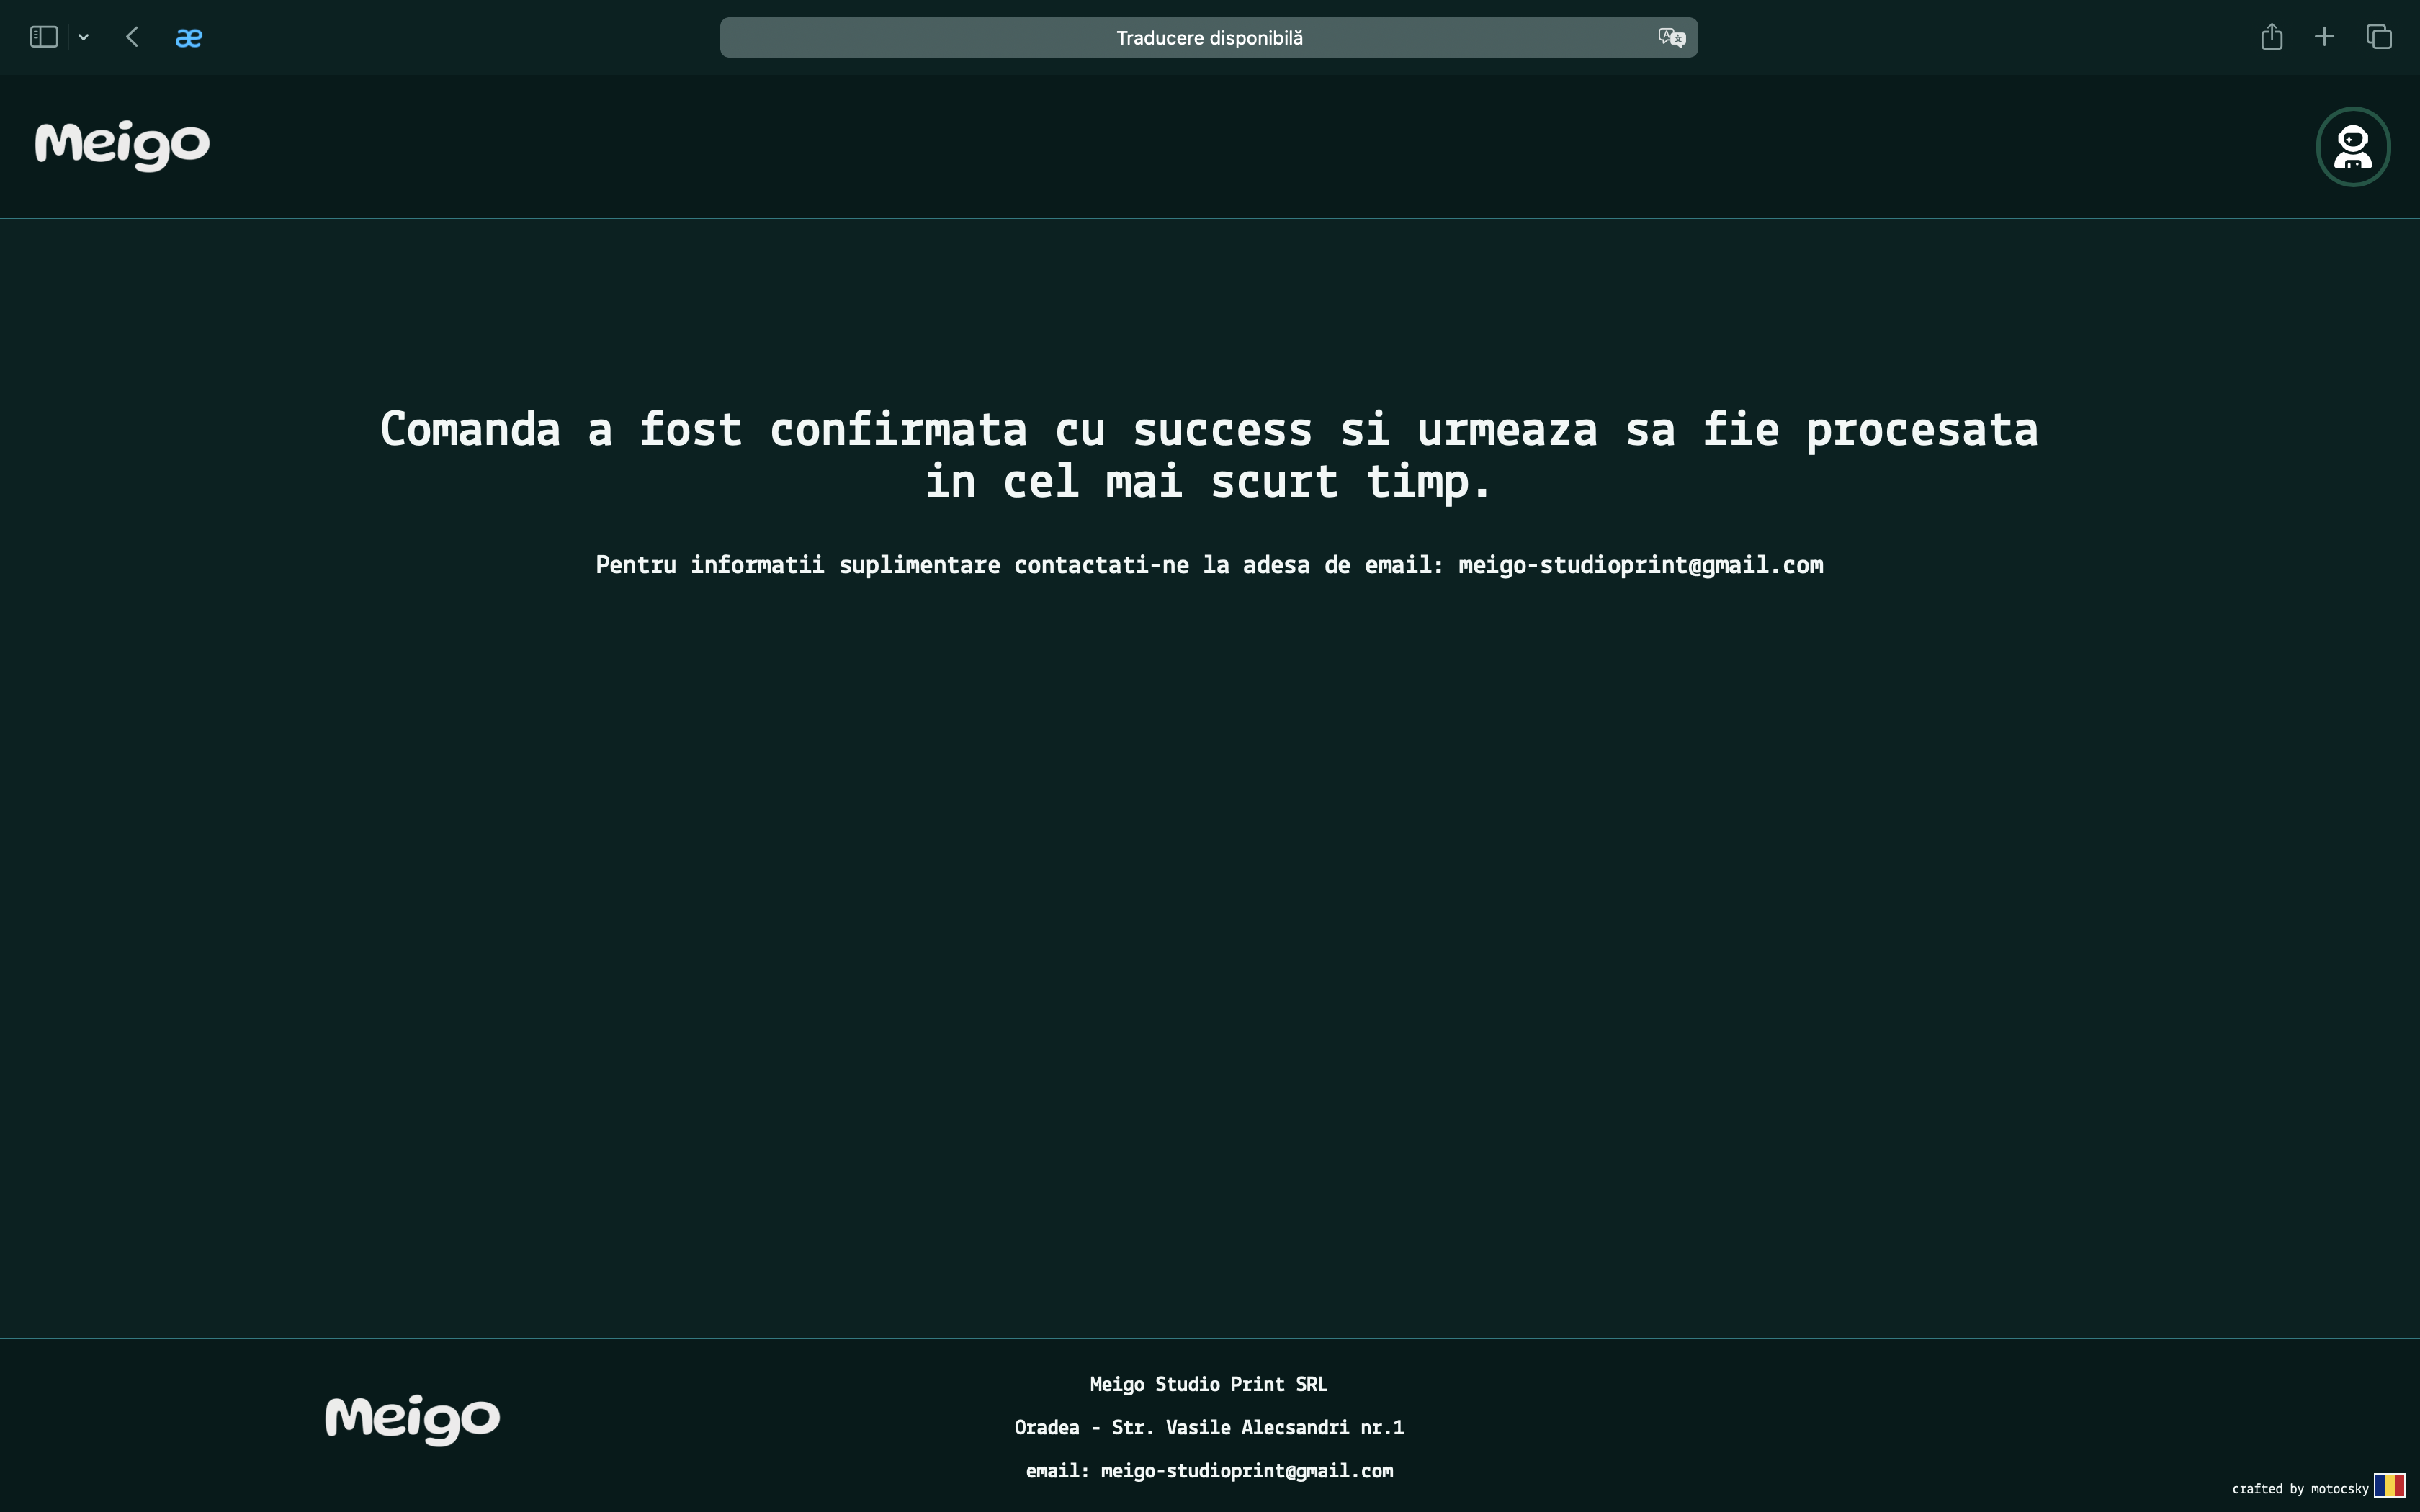 æ
Traducere disponibilă
Meigo
Comanda a fost confirmata cu success si urmeaza sa fie procesata
in cel mai scurt timp.
Pentru informatii suplimentare contactati-ne la adesa de email: meigo-studioprint@gmail.com
Meigo
Meigo Studio Print SRL
Oradea - Str. Vasile Alecsandri nr.1
email: meigo-studioprint@gmail.com
crafted by motocsky